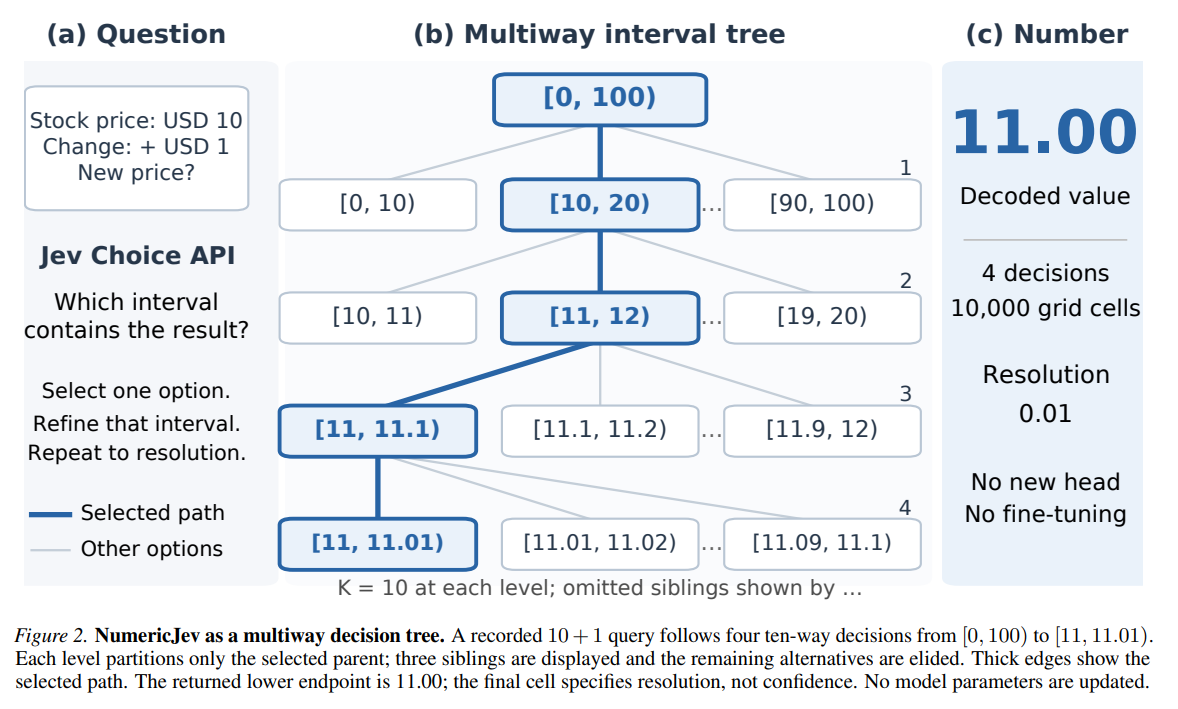 (a) Question
Stock price: USD 10
Change: + USD 1
New price?
Jev Choice API
Which interval
contains the result?
Select one option.
Refine that interval.
Repeat to resolution.
Selected path
Other options
(b) Multiway interval tree
[0, 100)
1
[0, 10)
[10, 20)
...
[90, 100)
2
[10, 11)
[11, 12)
...
[19, 20)
3
[11, 11.1)
[11.1, 11.2)
...
[11.9, 12)
4
[11, 11.01)
[11.01, 11.02)
...
[11.09, 11.1)
K = 10 at each level; omitted siblings shown by ...
(c) Number
11.00
Decoded value
4 decisions
10,000 grid cells
Resolution
0.01
No new head
No fine-tuning
Figure 2. NumericJev as a multiway decision tree. A recorded 10 + 1 query follows four ten-way decisions from [0, 100) to [11, 11.01).
Each level partitions only the selected parent; three siblings are displayed and the remaining alternatives are elided. Thick edges show the
selected path. The returned lower endpoint is 11.00; the final cell specifies resolution, not confidence. No model parameters are updated.